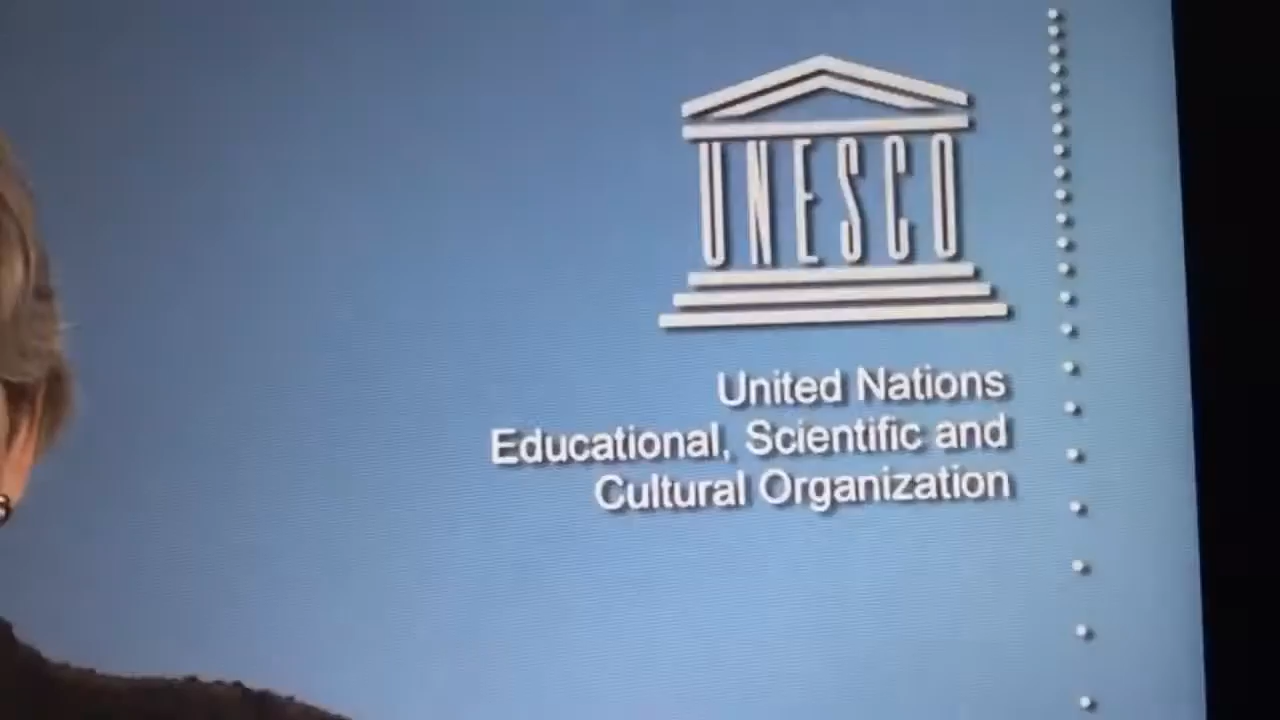 UNESCO
United Nations
Educational, Scientific and
Cultural Organization